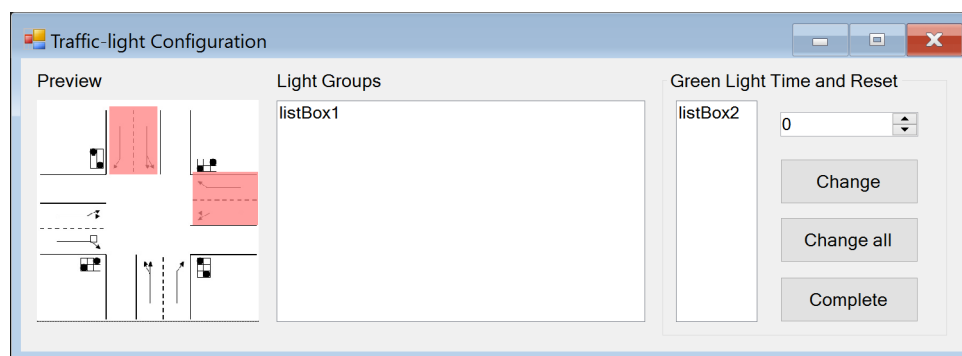 Traffic-light Configuration
Preview
Light Groups
Green Light Time and Reset
listBox1
listBox2
0
Change
Change all
Complete